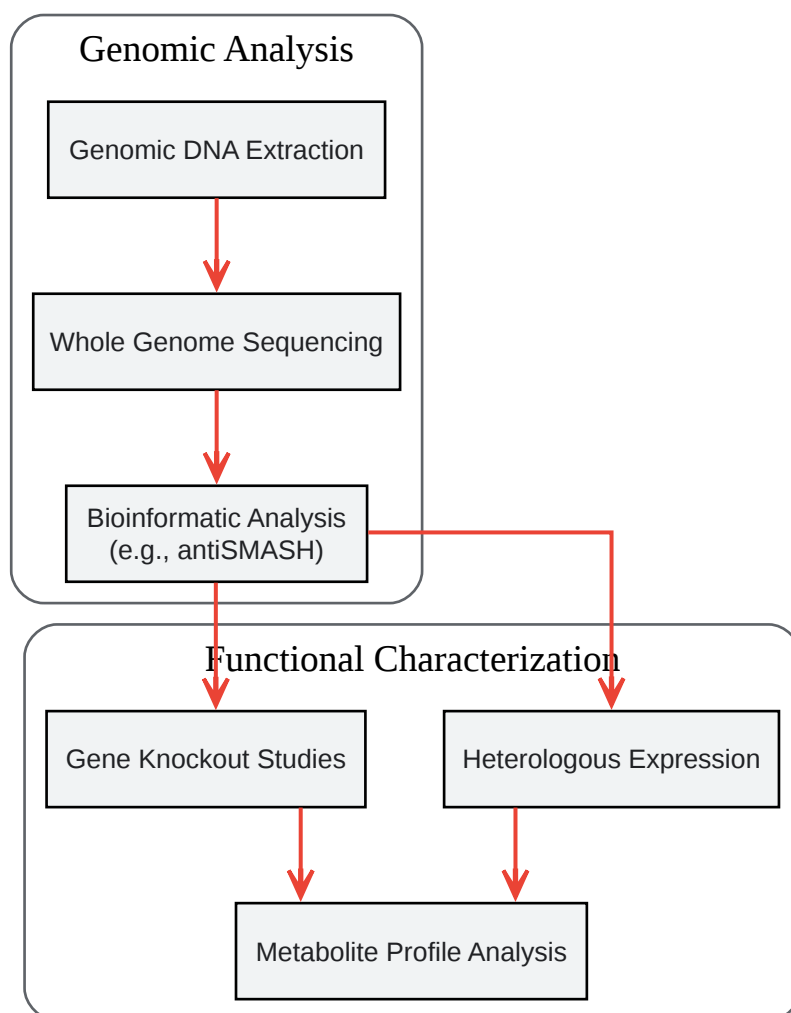 Genomic Analysis
Genomic DNA Extraction
Whole Genome Sequencing
Bioinformatic Analysis
(e.g., antiSMASH)
Functional Characterization
Gene Knockout Studies
Heterologous Expression
Metabolite Profile Analysis